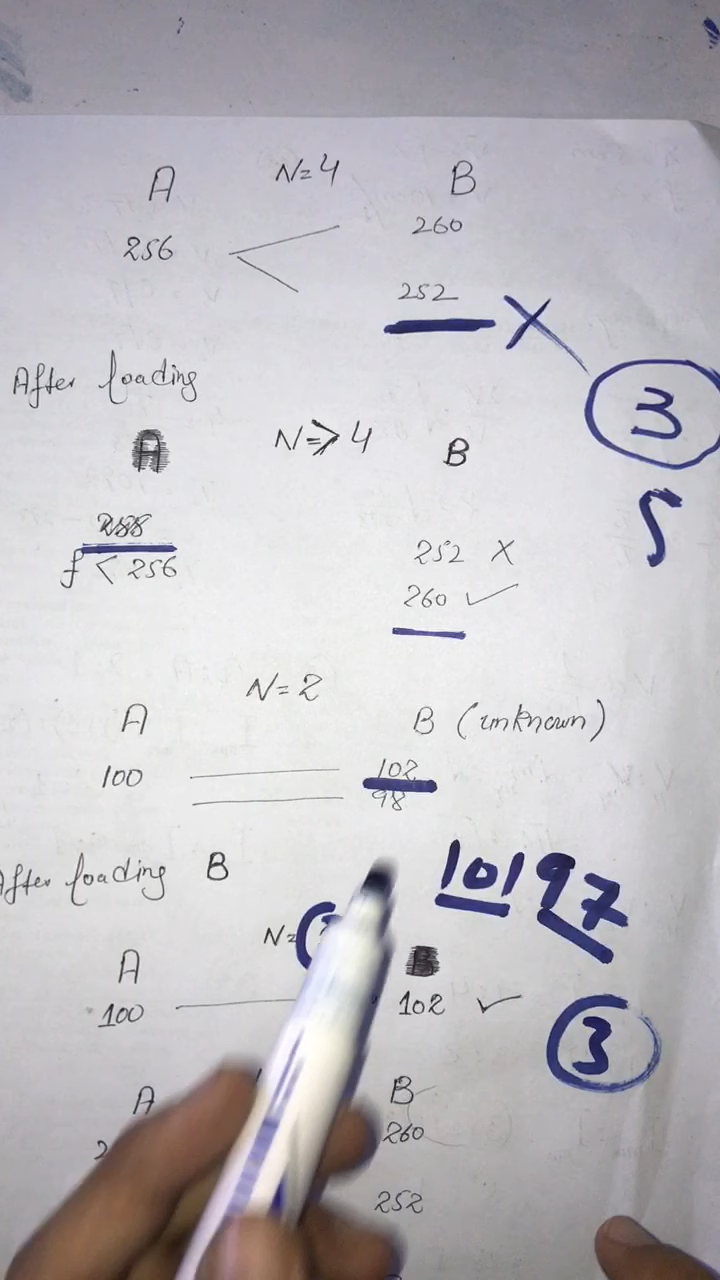 A N=4 B
256 260
252 X
3
After loading
A N=>4 B
5
252 X
f < 256
260 ✓
N=2
A B (unknown)
100 102
98
After loading B
101 97
N=
A B
100 102 ✓
3
A B
2 260
252